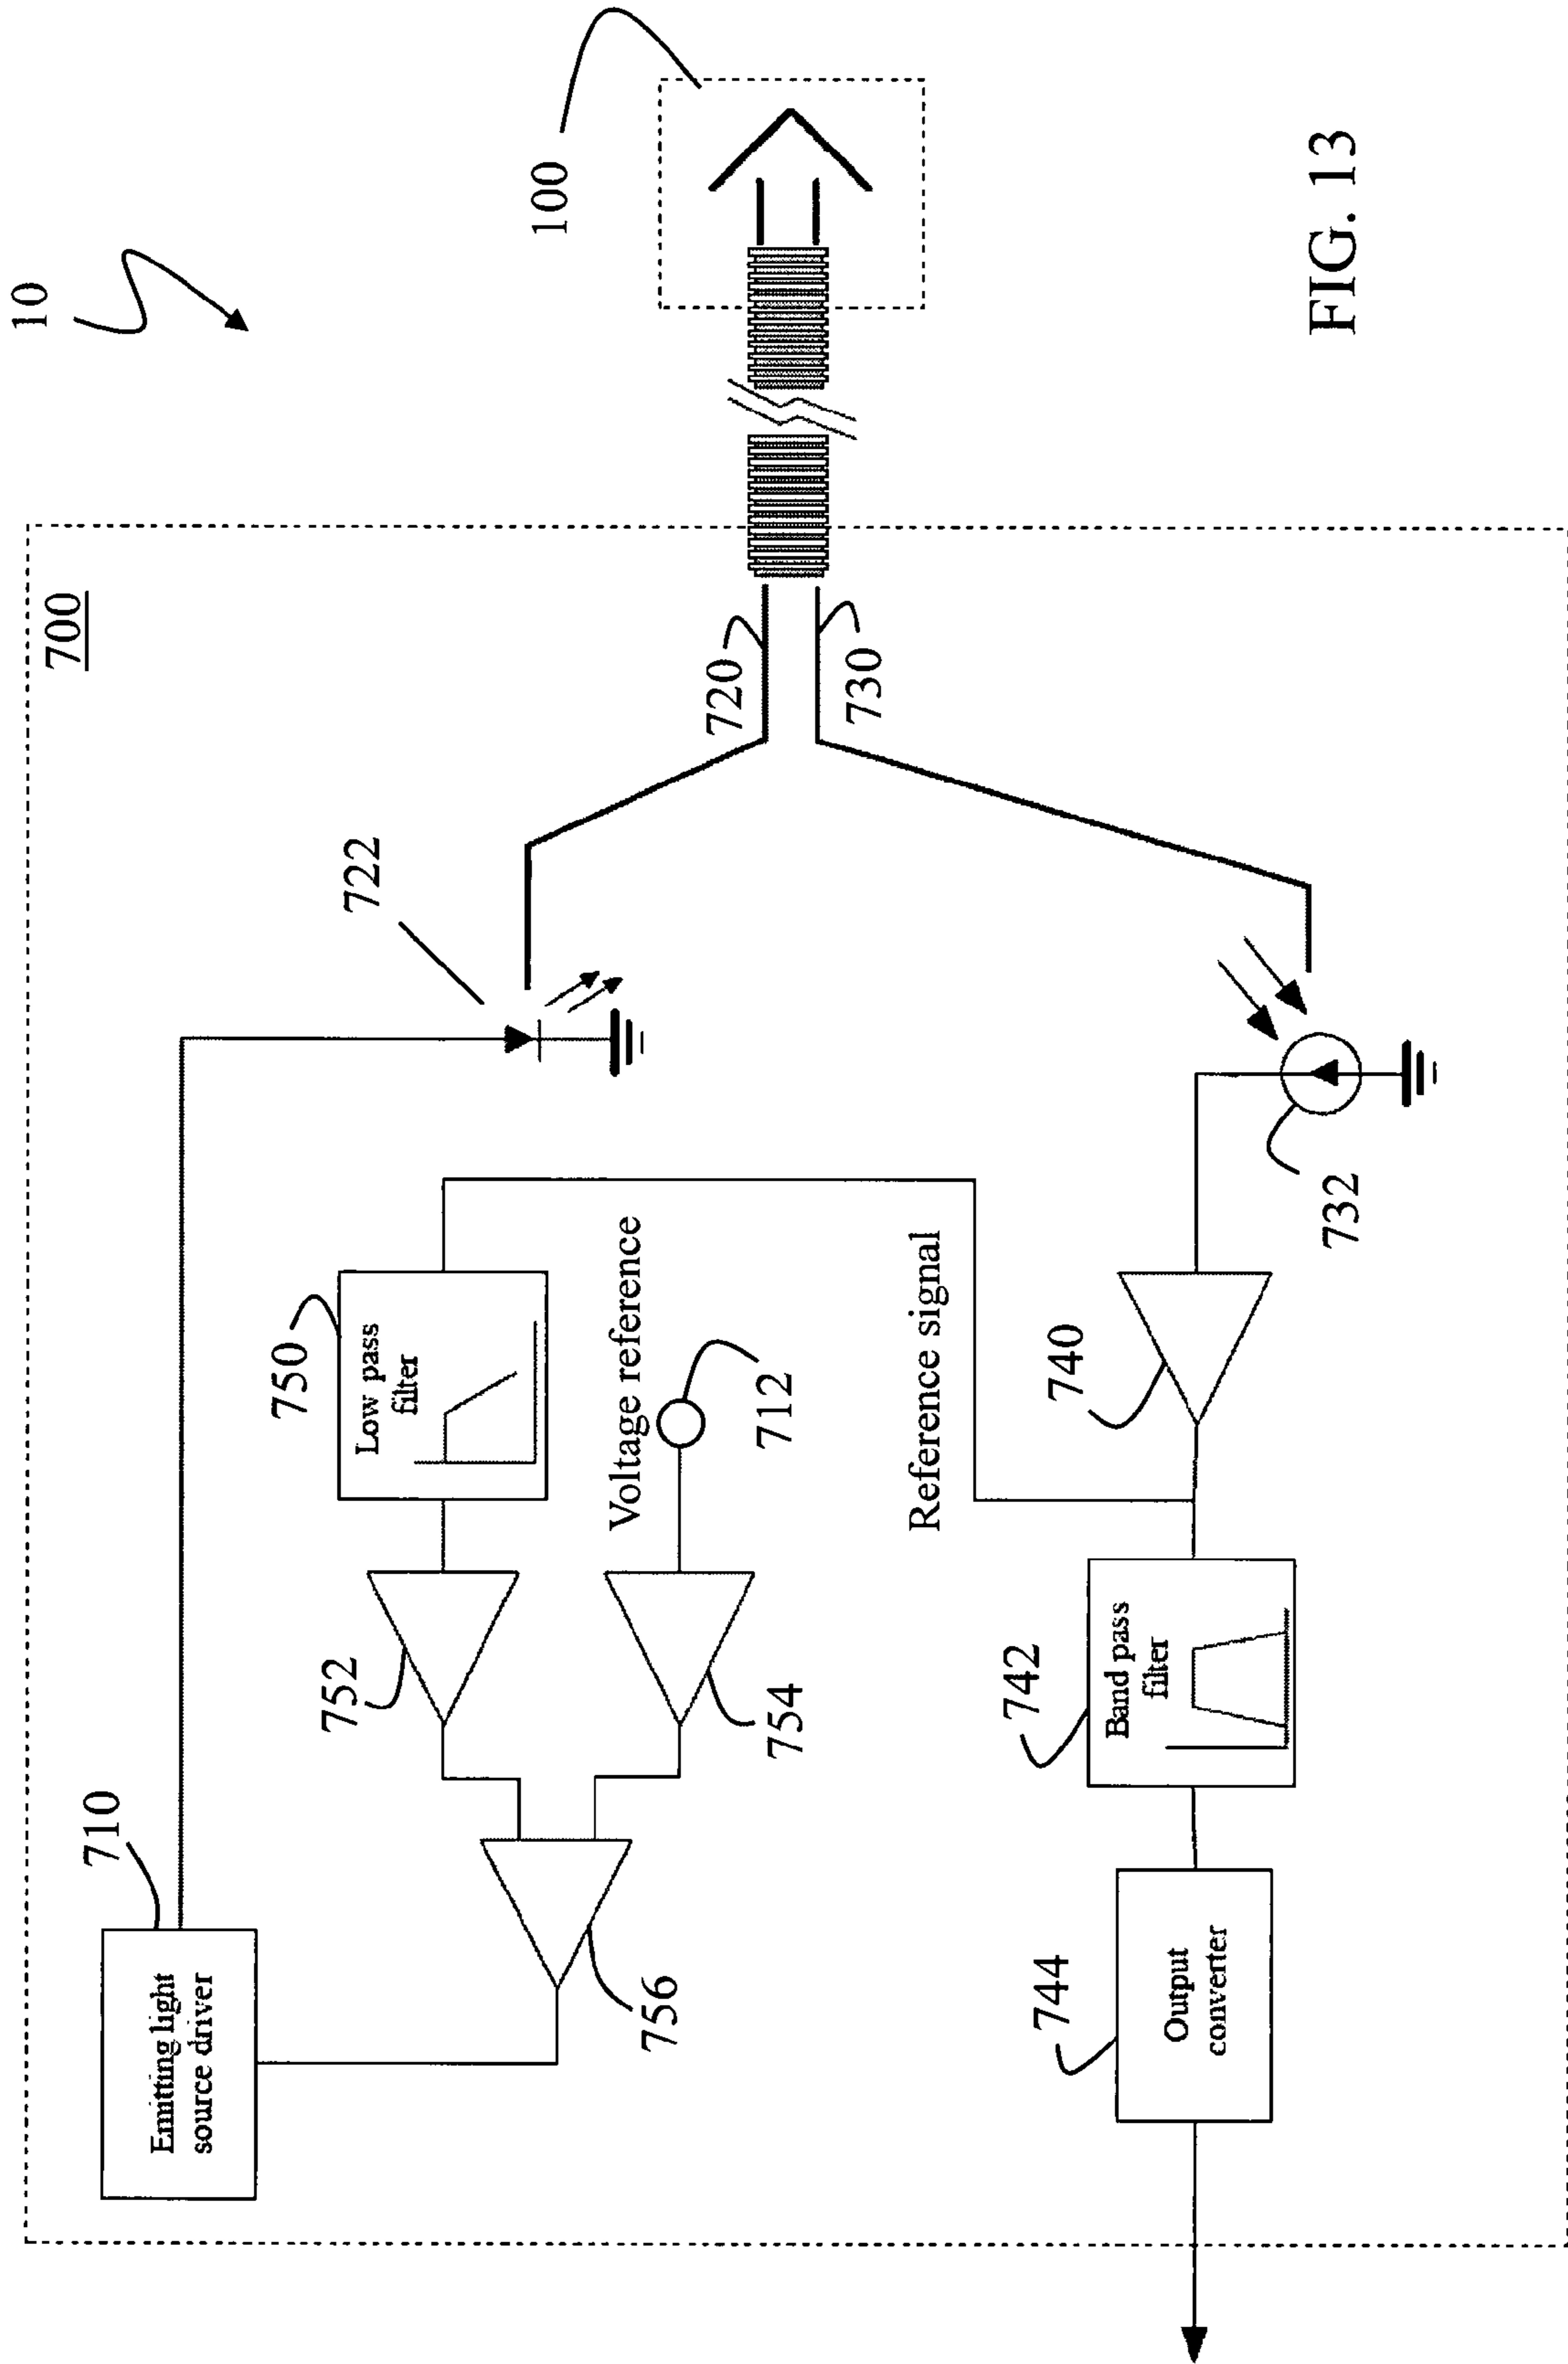 10
100
700
720
730
722
710
750
Low pass
filter
752
Voltage reference
712
754
756
Emitting light
source driver
Reference signal
740
732
742
Band pass
filter
744
Output
converter
FIG. 13